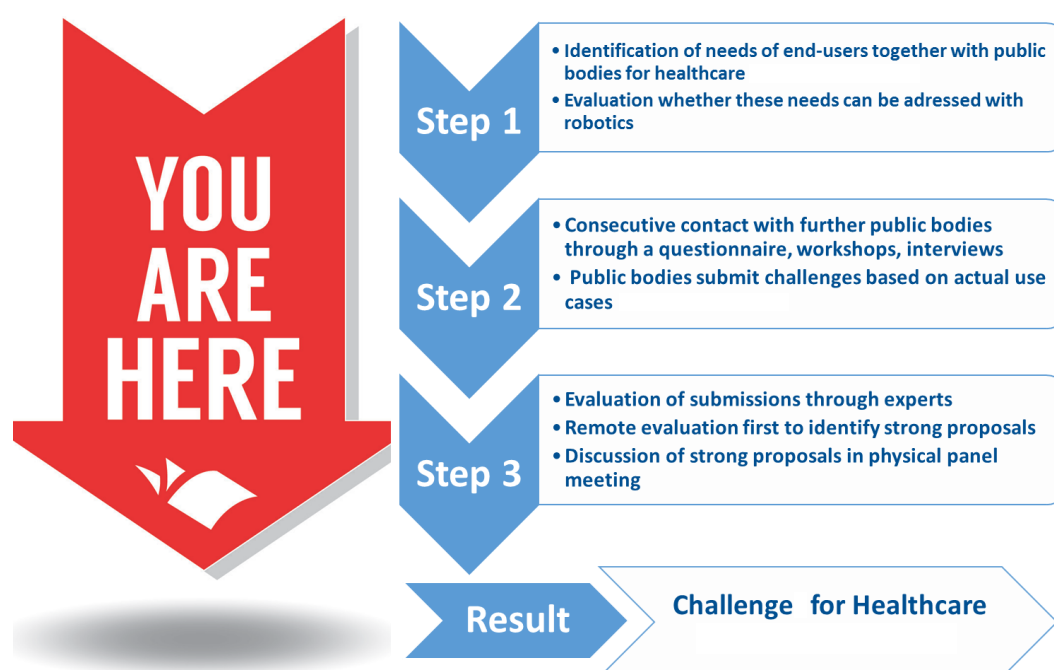 YOU
ARE
HERE
Step 1
• Identification of needs of end-users together with public
bodies for healthcare
• Evaluation whether these needs can be adressed with
robotics
Step 2
• Consecutive contact with further public bodies
through a questionnaire, workshops, interviews
• Public bodies submit challenges based on actual use
cases
Step 3
• Evaluation of submissions through experts
• Remote evaluation first to identify strong proposals
• Discussion of strong proposals in physical panel
meeting
Result
Challenge for Healthcare